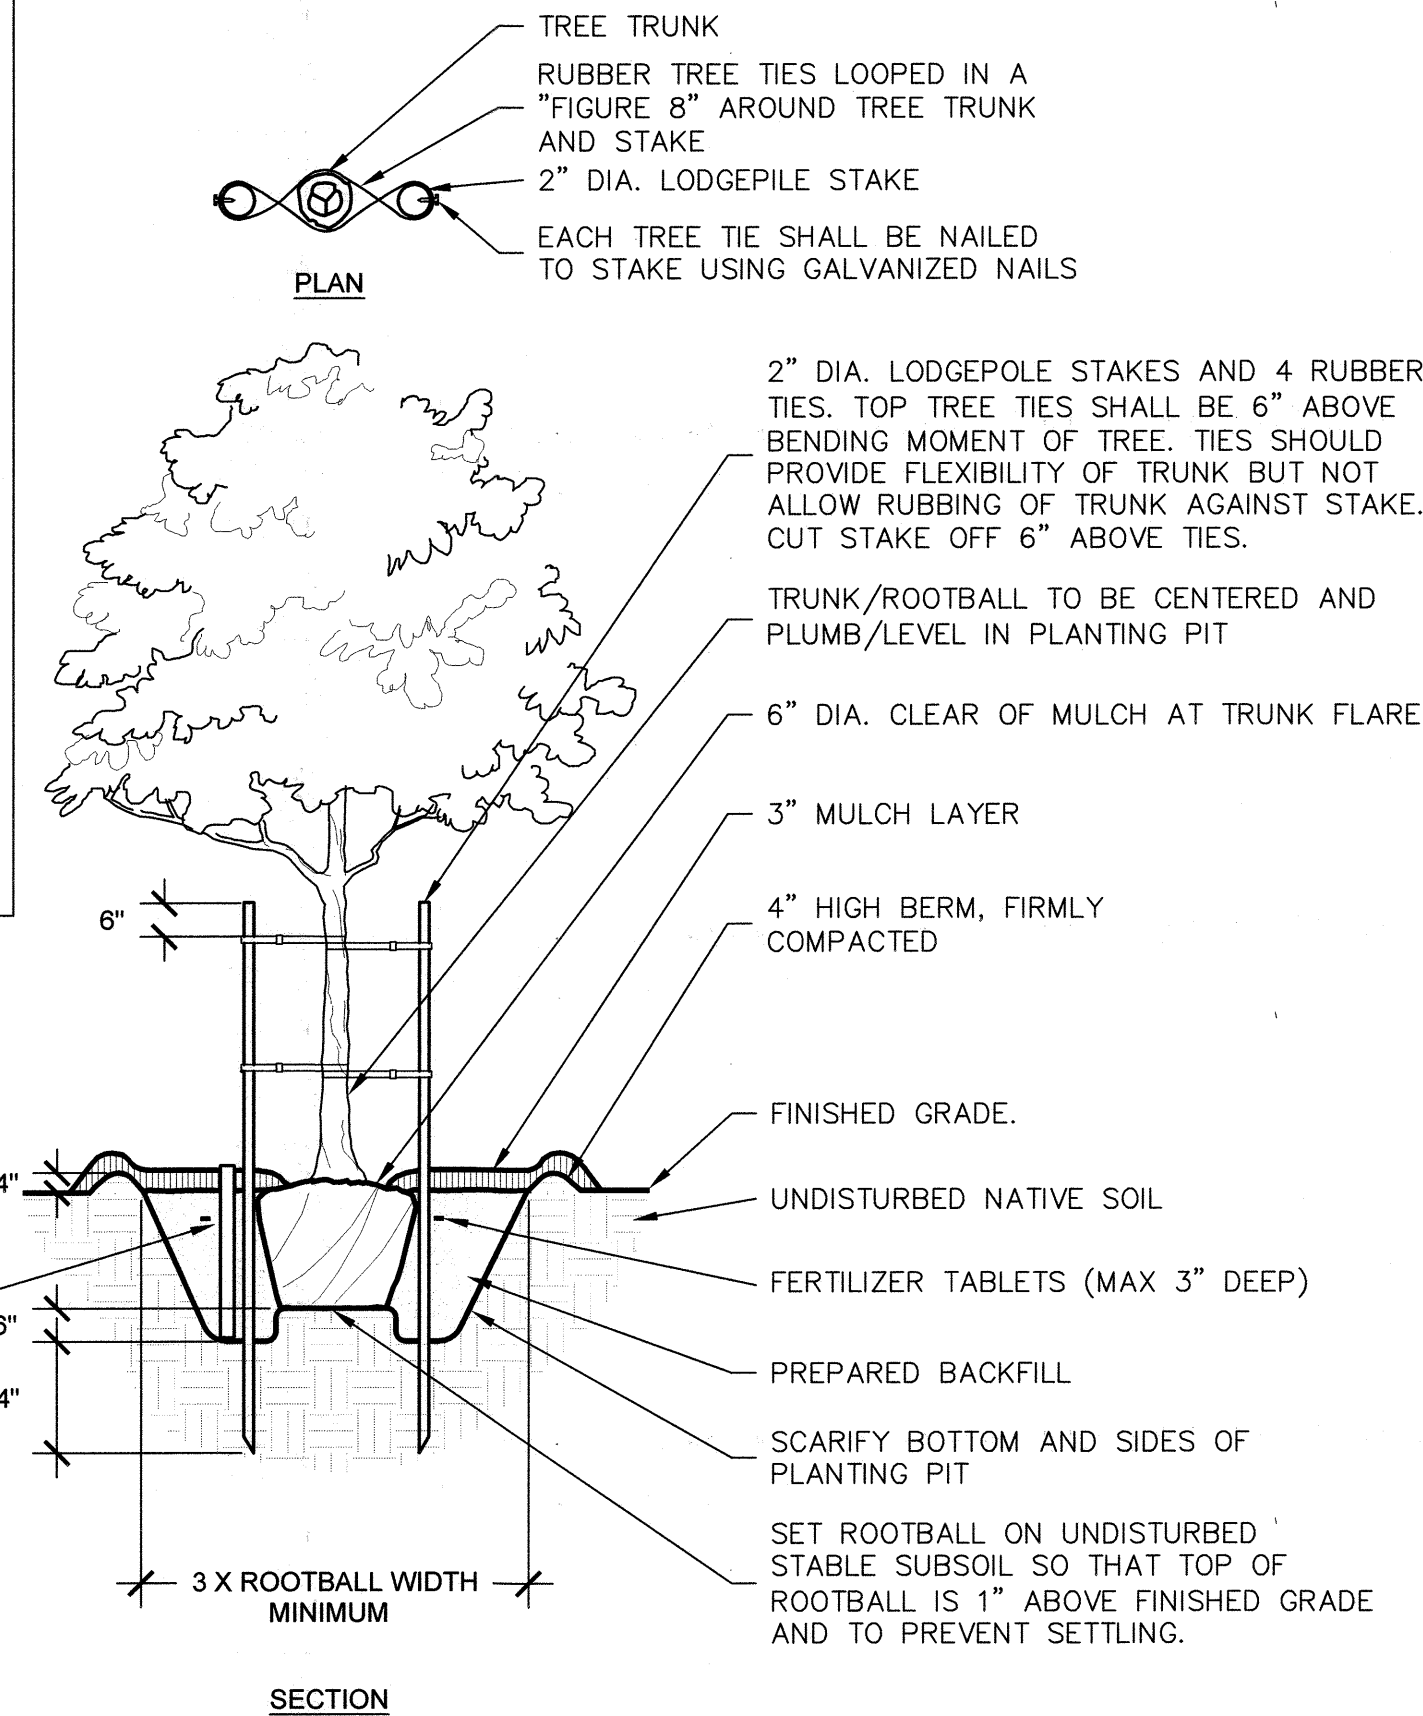 TREE TRUNK
RUBBER TREE TIES LOOPED IN A
"FIGURE 8" AROUND TREE TRUNK
AND STAKE
2" DIA. LODGEPILE STAKE
EACH TREE TIE SHALL BE NAILED
TO STAKE USING GALVANIZED NAILS
PLAN
2" DIA. LODGEPOLE STAKES AND 4 RUBBER
TIES. TOP TREE TIES SHALL BE 6" ABOVE
BENDING MOMENT OF TREE. TIES SHOULD
PROVIDE FLEXIBILITY OF TRUNK BUT NOT
ALLOW RUBBING OF TRUNK AGAINST STAKE.
CUT STAKE OFF 6" ABOVE TIES.
TRUNK/ROOTBALL TO BE CENTERED AND
PLUMB/LEVEL IN PLANTING PIT
6" DIA. CLEAR OF MULCH AT TRUNK FLARE
3" MULCH LAYER
4" HIGH BERM, FIRMLY
COMPACTED
6"
FINISHED GRADE.
4"
UNDISTURBED NATIVE SOIL
FERTILIZER TABLETS (MAX 3" DEEP)
6"
PREPARED BACKFILL
4"
SCARIFY BOTTOM AND SIDES OF
PLANTING PIT
SET ROOTBALL ON UNDISTURBED
STABLE SUBSOIL SO THAT TOP OF
ROOTBALL IS 1" ABOVE FINISHED GRADE
AND TO PREVENT SETTLING.
3 X ROOTBALL WIDTH
MINIMUM
SECTION